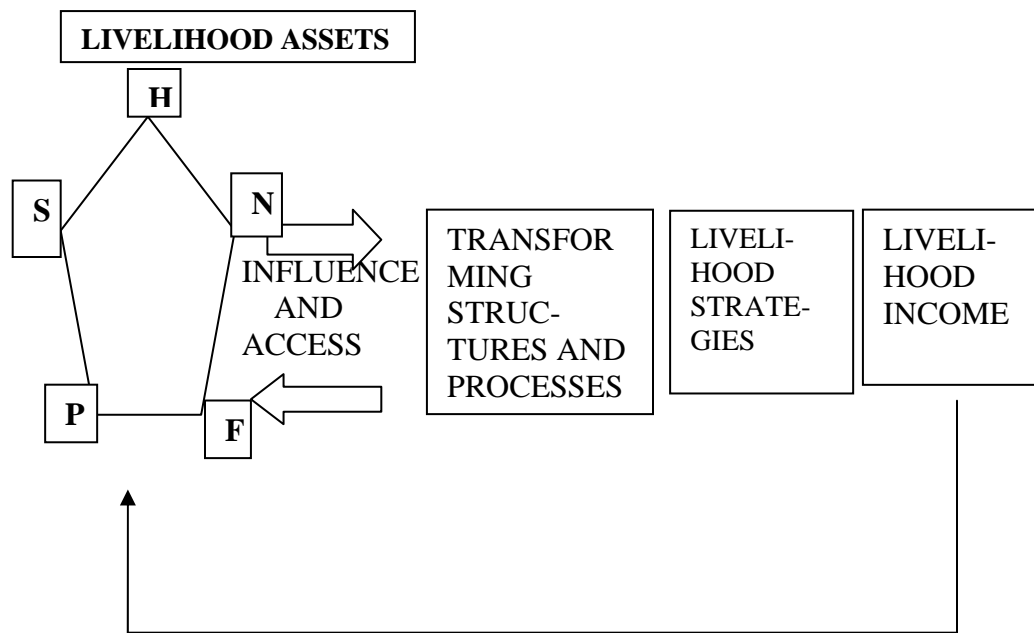 LIVELIHOOD ASSETS
H
S
N
P
F
INFLUENCE
AND
ACCESS
TRANSFOR
MING
STRUC-
TURES AND
PROCESSES
LIVELI-
HOOD
STRATE-
GIES
LIVELI-
HOOD
INCOME